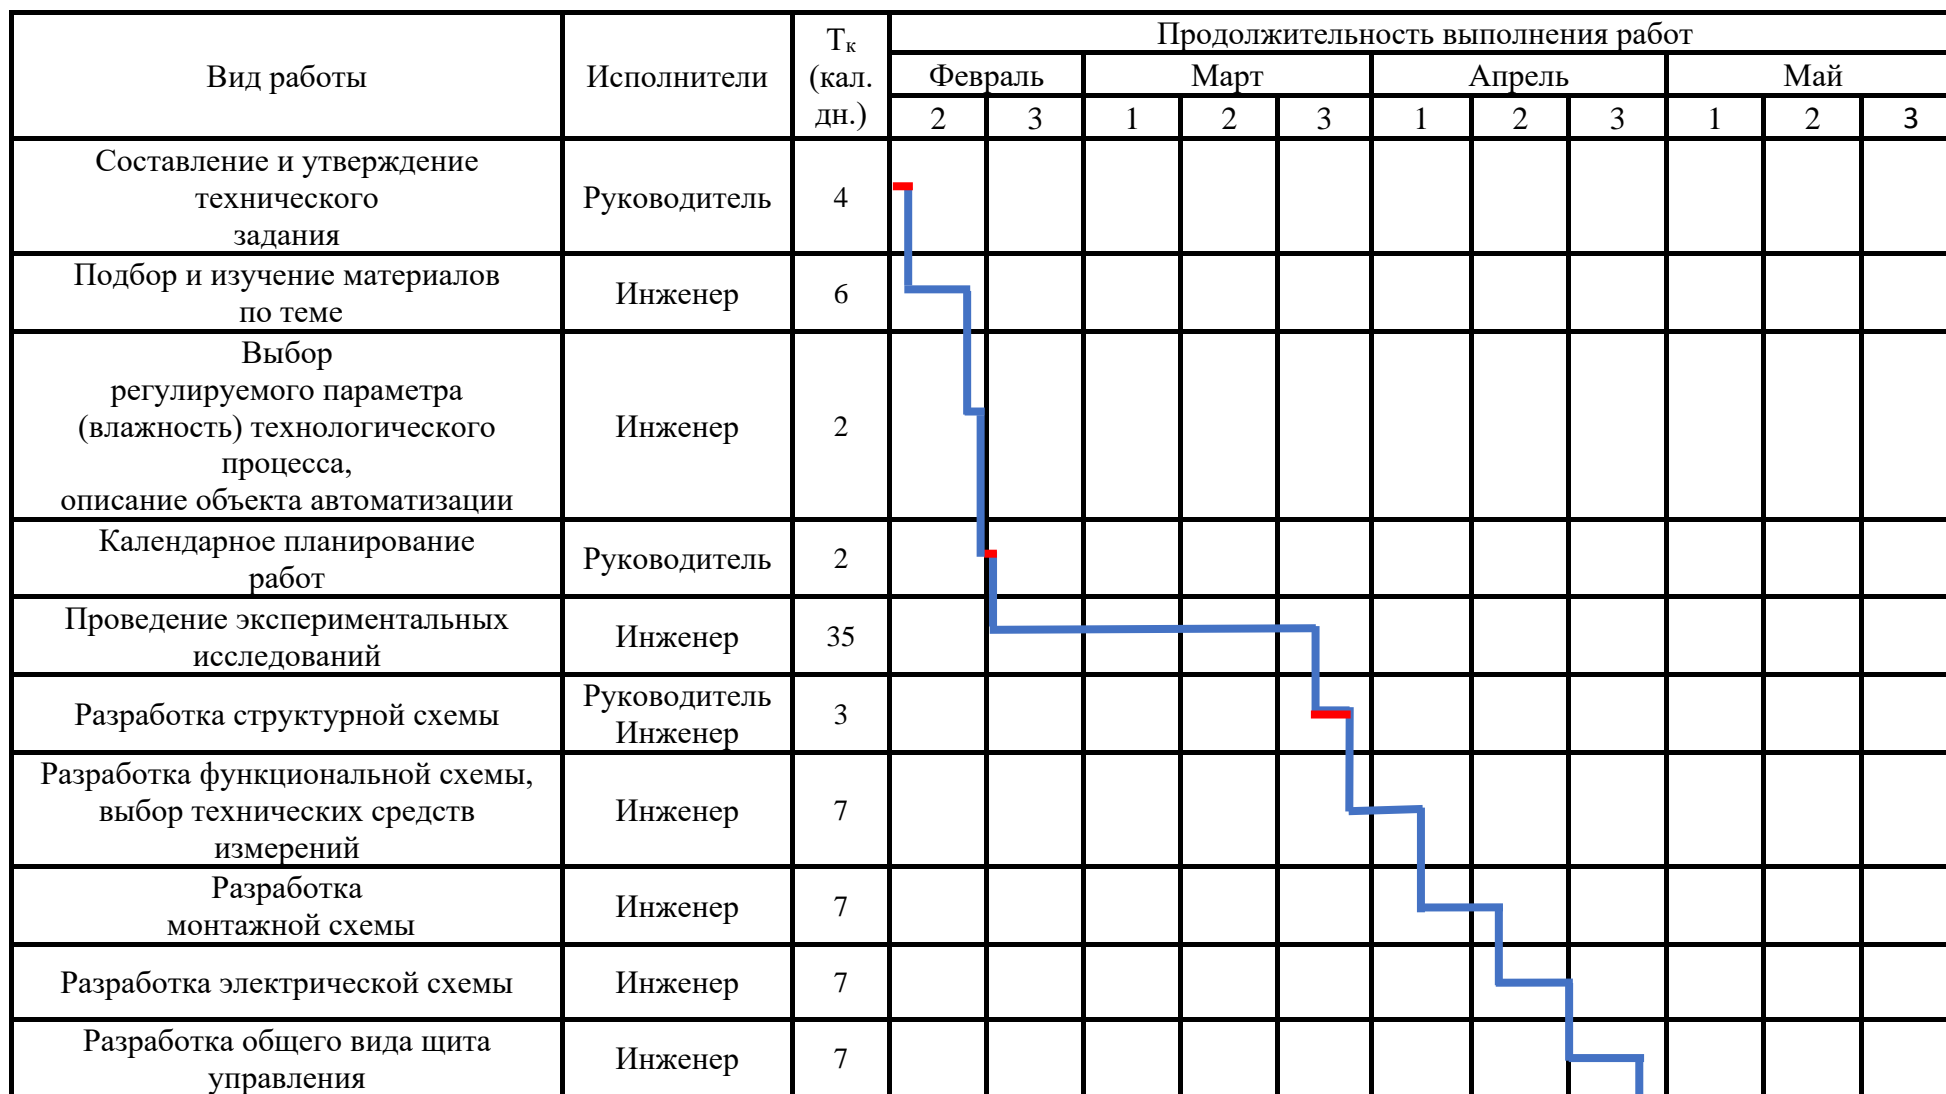 Вид работы
Исполнители
Тк
(кал.
дн.)
Продолжительность выполнения работ
Февраль
Март
Апрель
Май
2 3 1 2 3 1 2 3 1 2 3
Составление и утверждение
технического
задания
Руководитель
4
Подбор и изучение материалов
по теме
Инженер
6
Выбор
регулируемого параметра
(влажность) технологического
процесса,
описание объекта автоматизации
Инженер
2
Календарное планирование
работ
Руководитель
2
Проведение экспериментальных
исследований
Инженер
35
Разработка структурной схемы
Руководитель
Инженер
3
Разработка функциональной схемы,
выбор технических средств
измерений
Инженер
7
Разработка
монтажной схемы
Инженер
7
Разработка электрической схемы
Инженер
7
Разработка общего вида щита
управления
Инженер
7